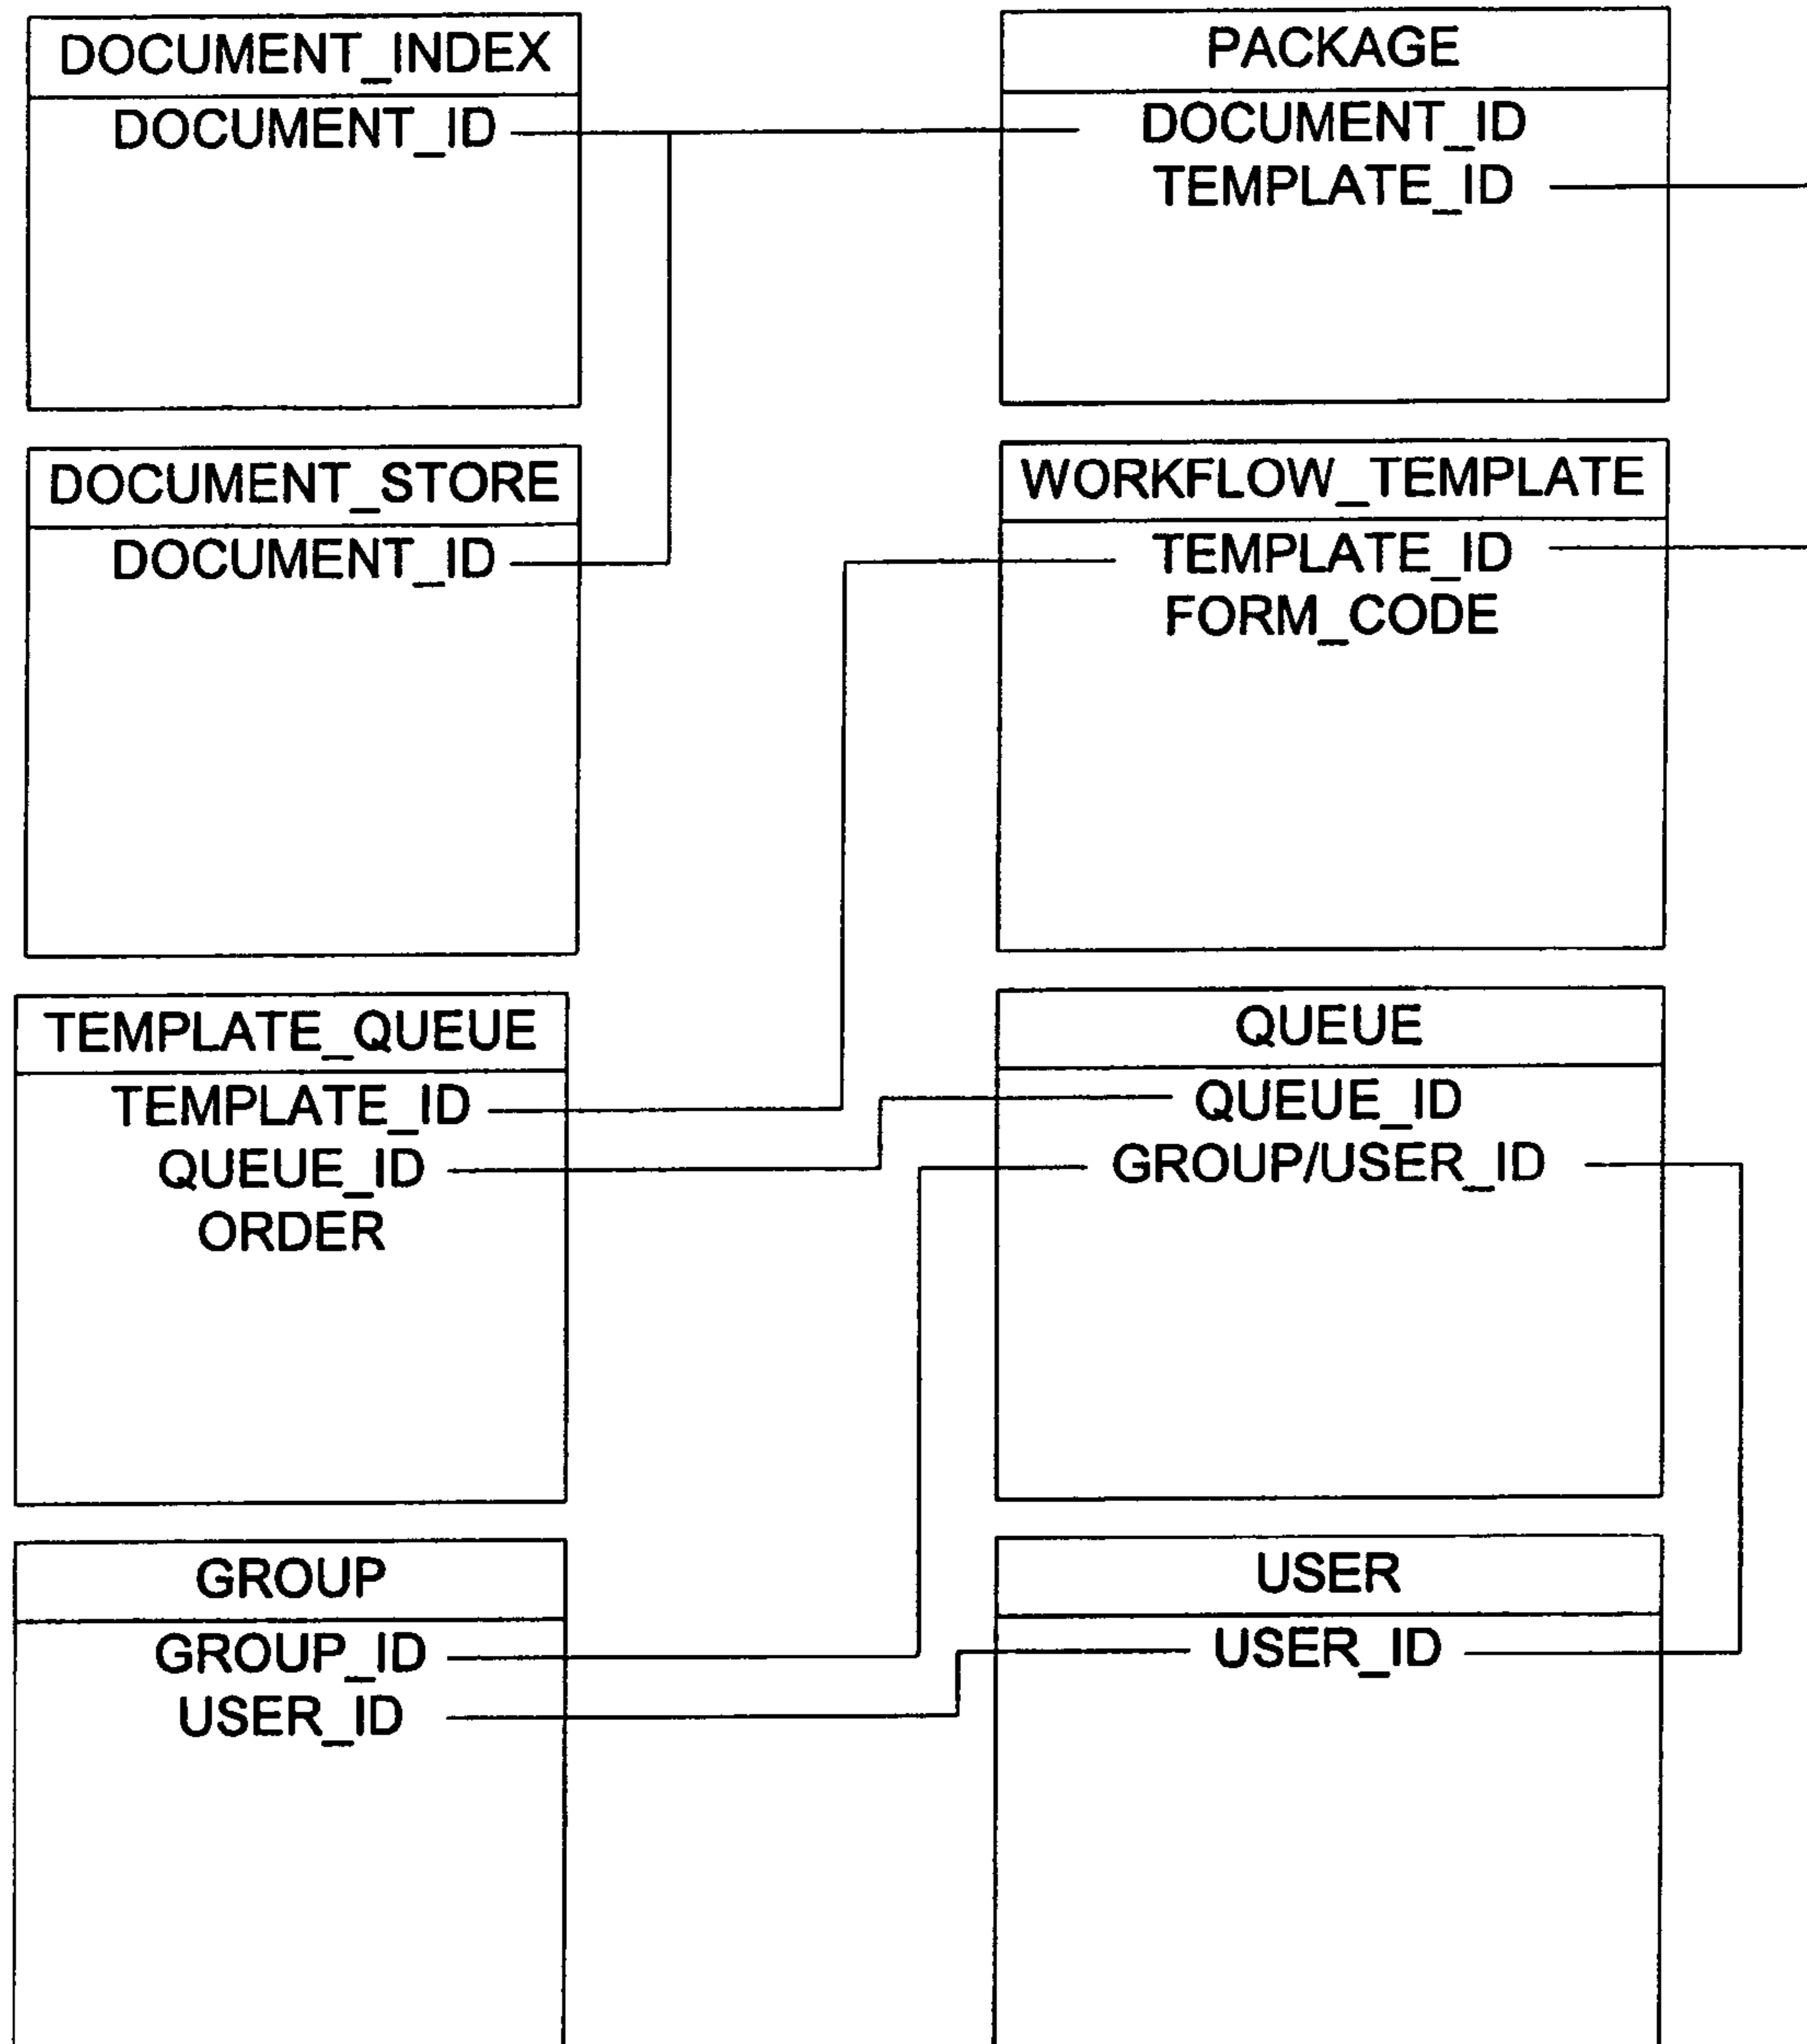 DOCUMENT_INDEX
DOCUMENT_ID
PACKAGE
DOCUMENT_ID
TEMPLATE_ID
DOCUMENT_STORE
DOCUMENT_ID
WORKFLOW_TEMPLATE
TEMPLATE_ID
FORM_CODE
TEMPLATE_QUEUE
TEMPLATE_ID
QUEUE_ID
ORDER
QUEUE
QUEUE_ID
GROUP/USER_ID
GROUP
GROUP_ID
USER_ID
USER
USER_ID